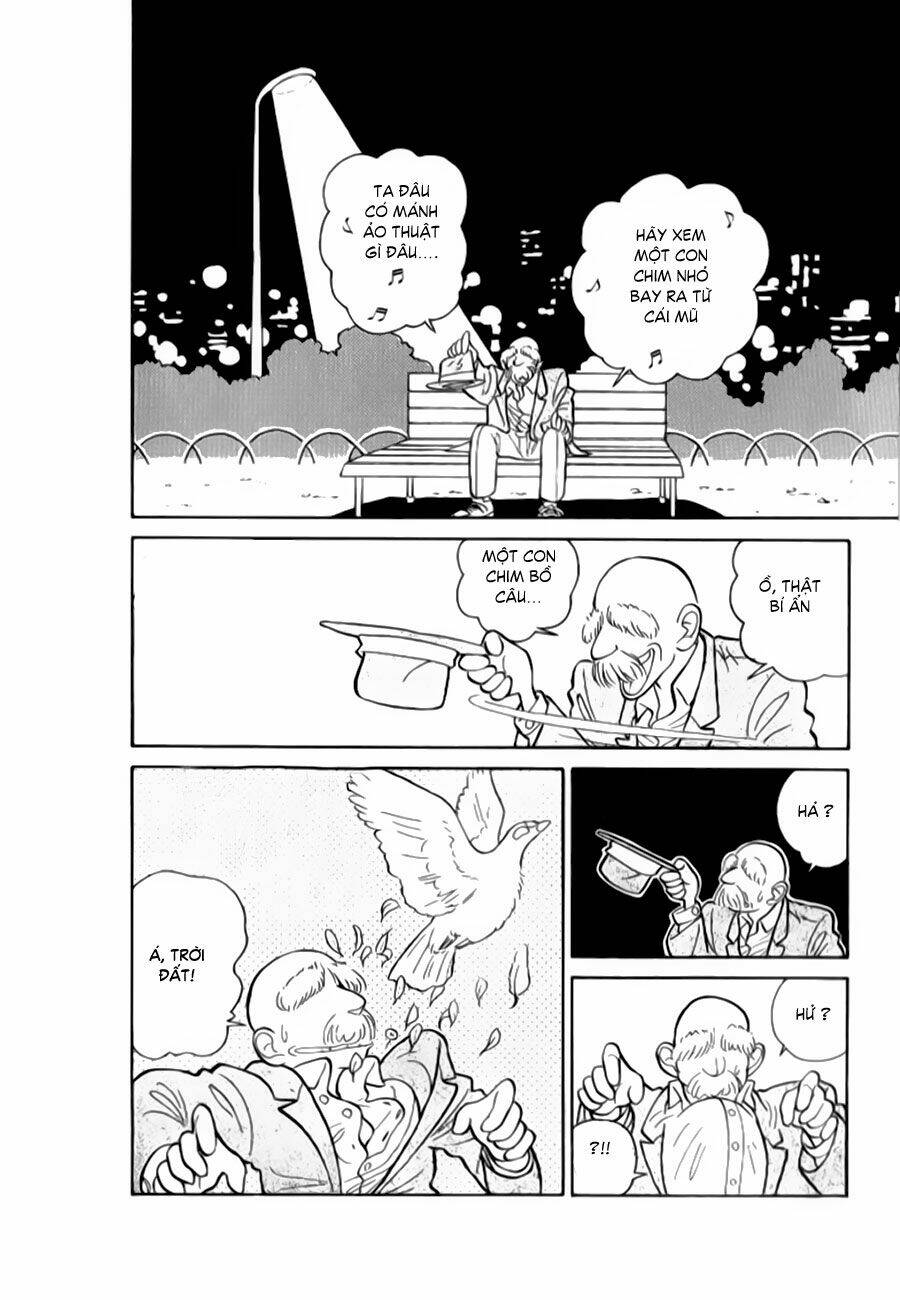 HÃY XEM
MỘT CON
CHIM NHỎ
BAY RA TỪ
CÁI MŨ
TA ĐÂU
CÓ MÁNH
ẢO THUẬT
GÌ ĐÂU....
Ồ, THẬT
BÍ ẨN
MỘT CON
CHIM BỒ
CÂU...
HẢ ?
HỬ ?
?!!
Á, TRỜI
ĐẤT!